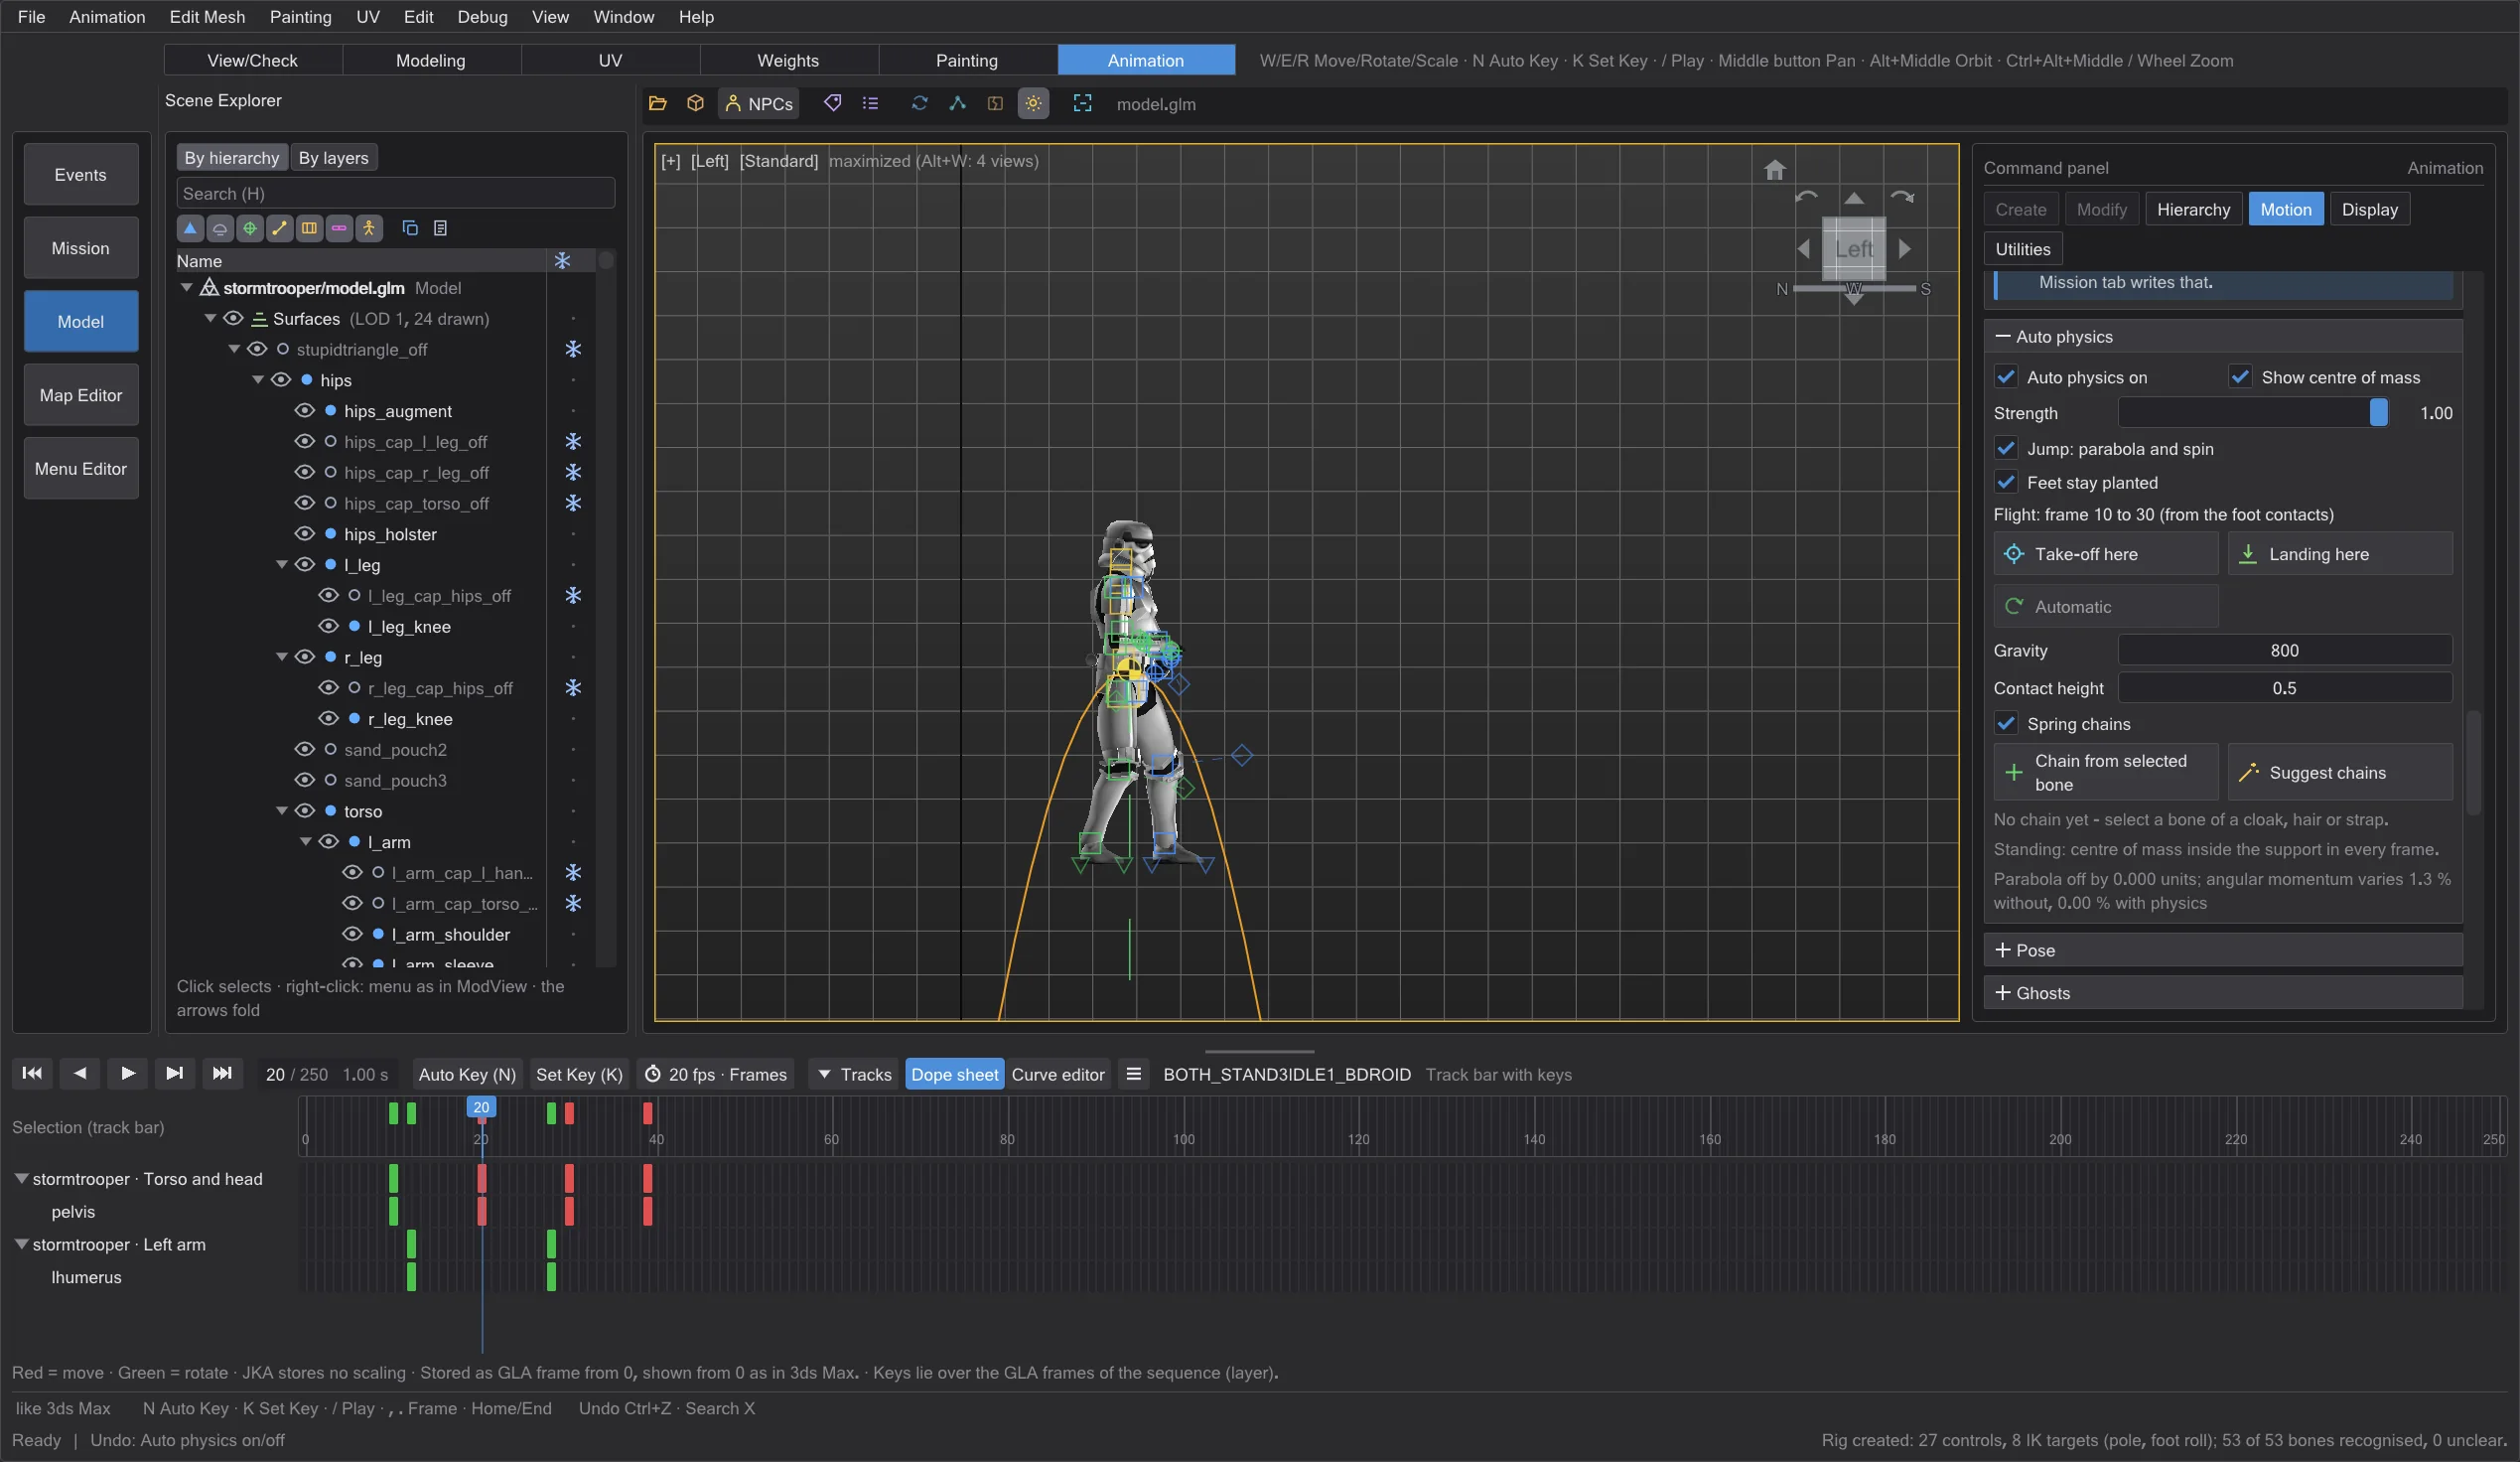 File Animation Edit Mesh Painting UV Edit Debug View Window Help
View/Check Modeling UV Weights Painting Animation W/E/R Move/Rotate/Scale · N Auto Key · K Set Key · / Play · Middle button Pan · Alt+Middle Orbit · Ctrl+Alt+Middle / Wheel Zoom
Scene Explorer
NPCs model.glm
Events
Mission
Model
Map Editor
Menu Editor
By hierarchy By layers
Search (H)
Name
stormtrooper/model.glm Model
Surfaces (LOD 1, 24 drawn)
stupidtriangle_off
hips
hips_augment
hips_cap_l_leg_off
hips_cap_r_leg_off
hips_cap_torso_off
hips_holster
l_leg
l_leg_cap_hips_off
l_leg_knee
r_leg
r_leg_cap_hips_off
r_leg_knee
sand_pouch2
sand_pouch3
torso
l_arm
l_arm_cap_l_han...
l_arm_cap_torso_...
l_arm_shoulder
l_arm_sleeve
Click selects · right-click: menu as in ModView · the
arrows fold
[+] [Left] [Standard] maximized (Alt+W: 4 views)
Left
N W S
Command panel Animation
Create Modify Hierarchy Motion Display
Utilities
Mission tab writes that.
Auto physics
Auto physics on Show centre of mass
Strength 1.00
Jump: parabola and spin
Feet stay planted
Flight: frame 10 to 30 (from the foot contacts)
Take-off here Landing here
Automatic
Gravity 800
Contact height 0.5
Spring chains
Chain from selected
bone
Suggest chains
No chain yet - select a bone of a cloak, hair or strap.
Standing: centre of mass inside the support in every frame.
Parabola off by 0.000 units; angular momentum varies 1.3 %
without, 0.00 % with physics
Pose
Ghosts
20 / 250 1.00 s Auto Key (N) Set Key (K) 20 fps · Frames Tracks Dope sheet Curve editor BOTH_STAND3IDLE1_BDROID Track bar with keys
20
Selection (track bar)
0 20 40 60 80 100 120 140 160 180 200 220 240 250
stormtrooper · Torso and head
pelvis
stormtrooper · Left arm
lhumerus
Red = move · Green = rotate · JKA stores no scaling · Stored as GLA frame from 0, shown from 0 as in 3ds Max. · Keys lie over the GLA frames of the sequence (layer).
like 3ds Max N Auto Key · K Set Key · / Play · , . Frame · Home/End Undo Ctrl+Z · Search X
Ready | Undo: Auto physics on/off Rig created: 27 controls, 8 IK targets (pole, foot roll); 53 of 53 bones recognised, 0 unclear.